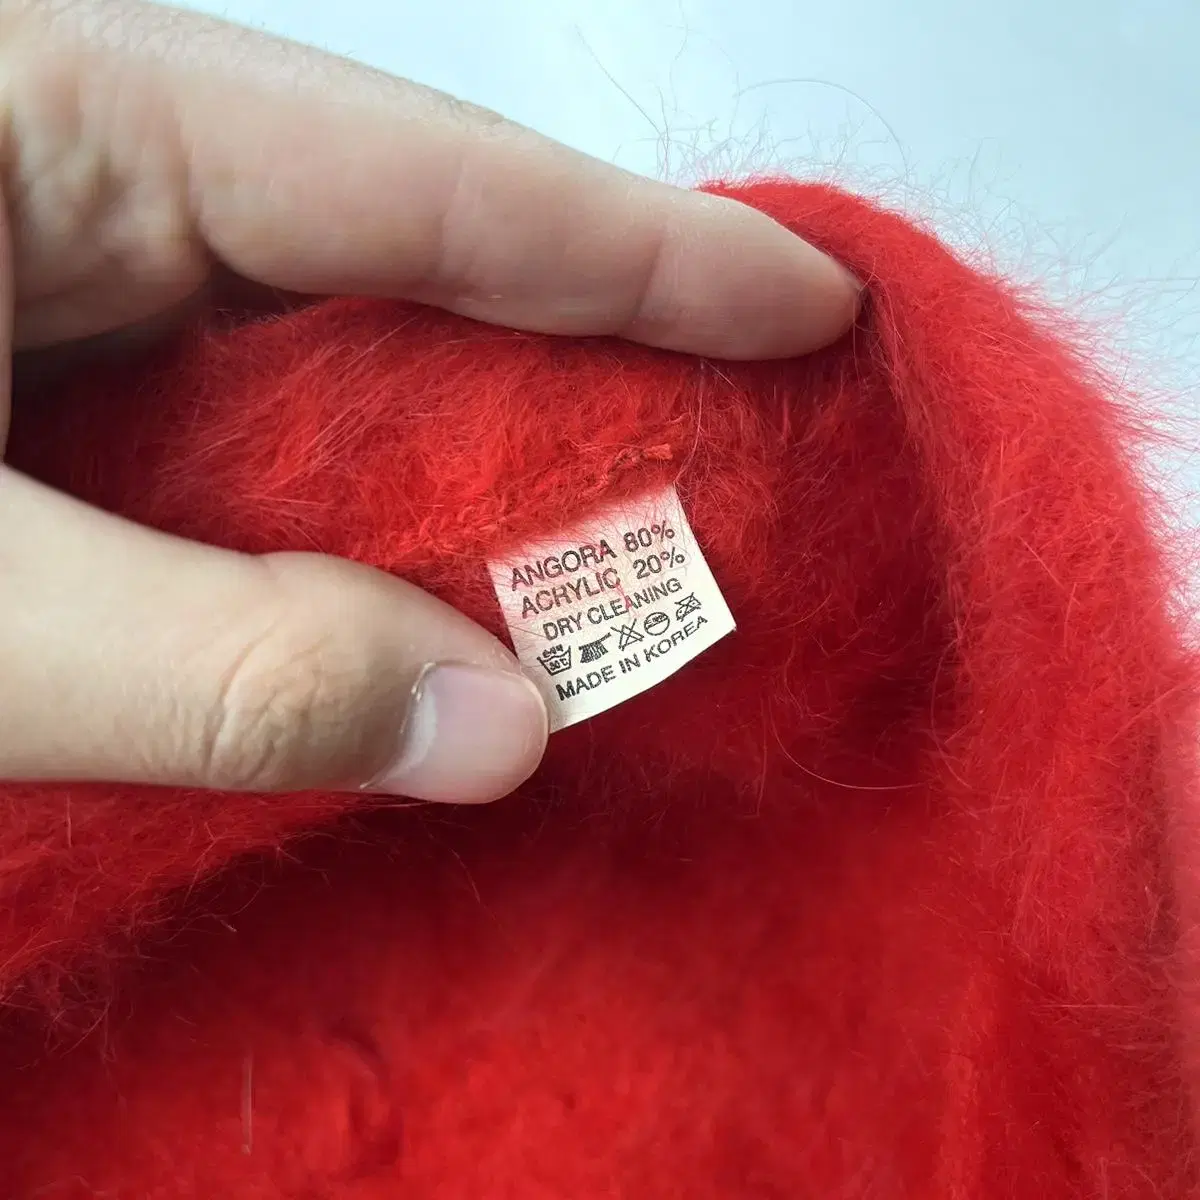 ANGORA 80%
ACRYLIC 20%
DRY CLEANING
MADE IN KOREA